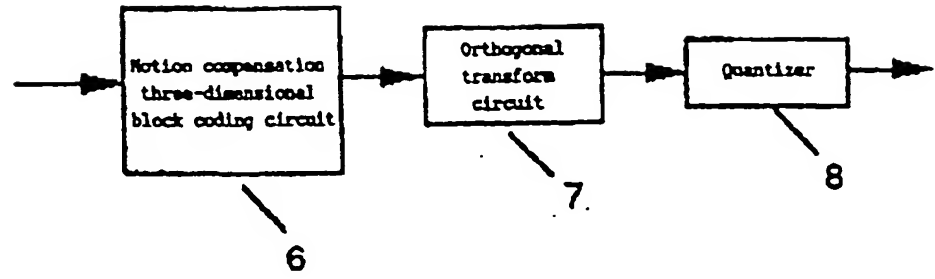 Motion compensation
three-dimensional
block coding circuit
Orthogonal
transform
circuit
Quantizer
6
7
8